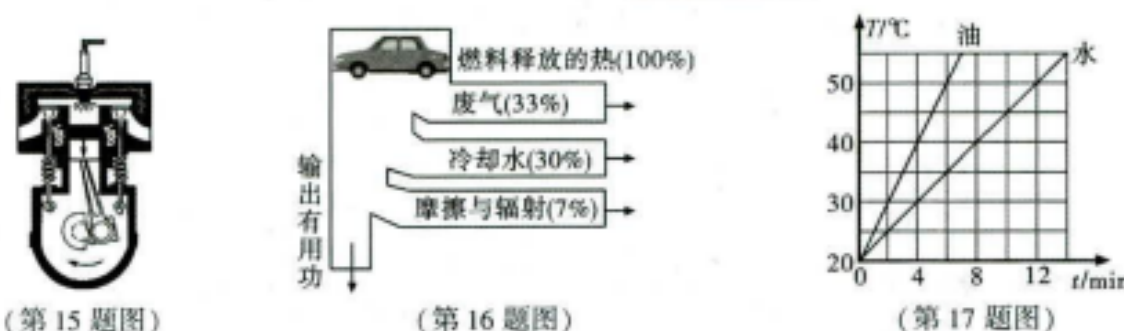 燃料释放的热(100%)
废气(33%)
冷却水(30%)
摩擦与辐射(7%)
输出有用功
T/℃
油
水
50
40
30
20
0
4
8
12
t/min
(第15题图)
(第16题图)
(第17题图)